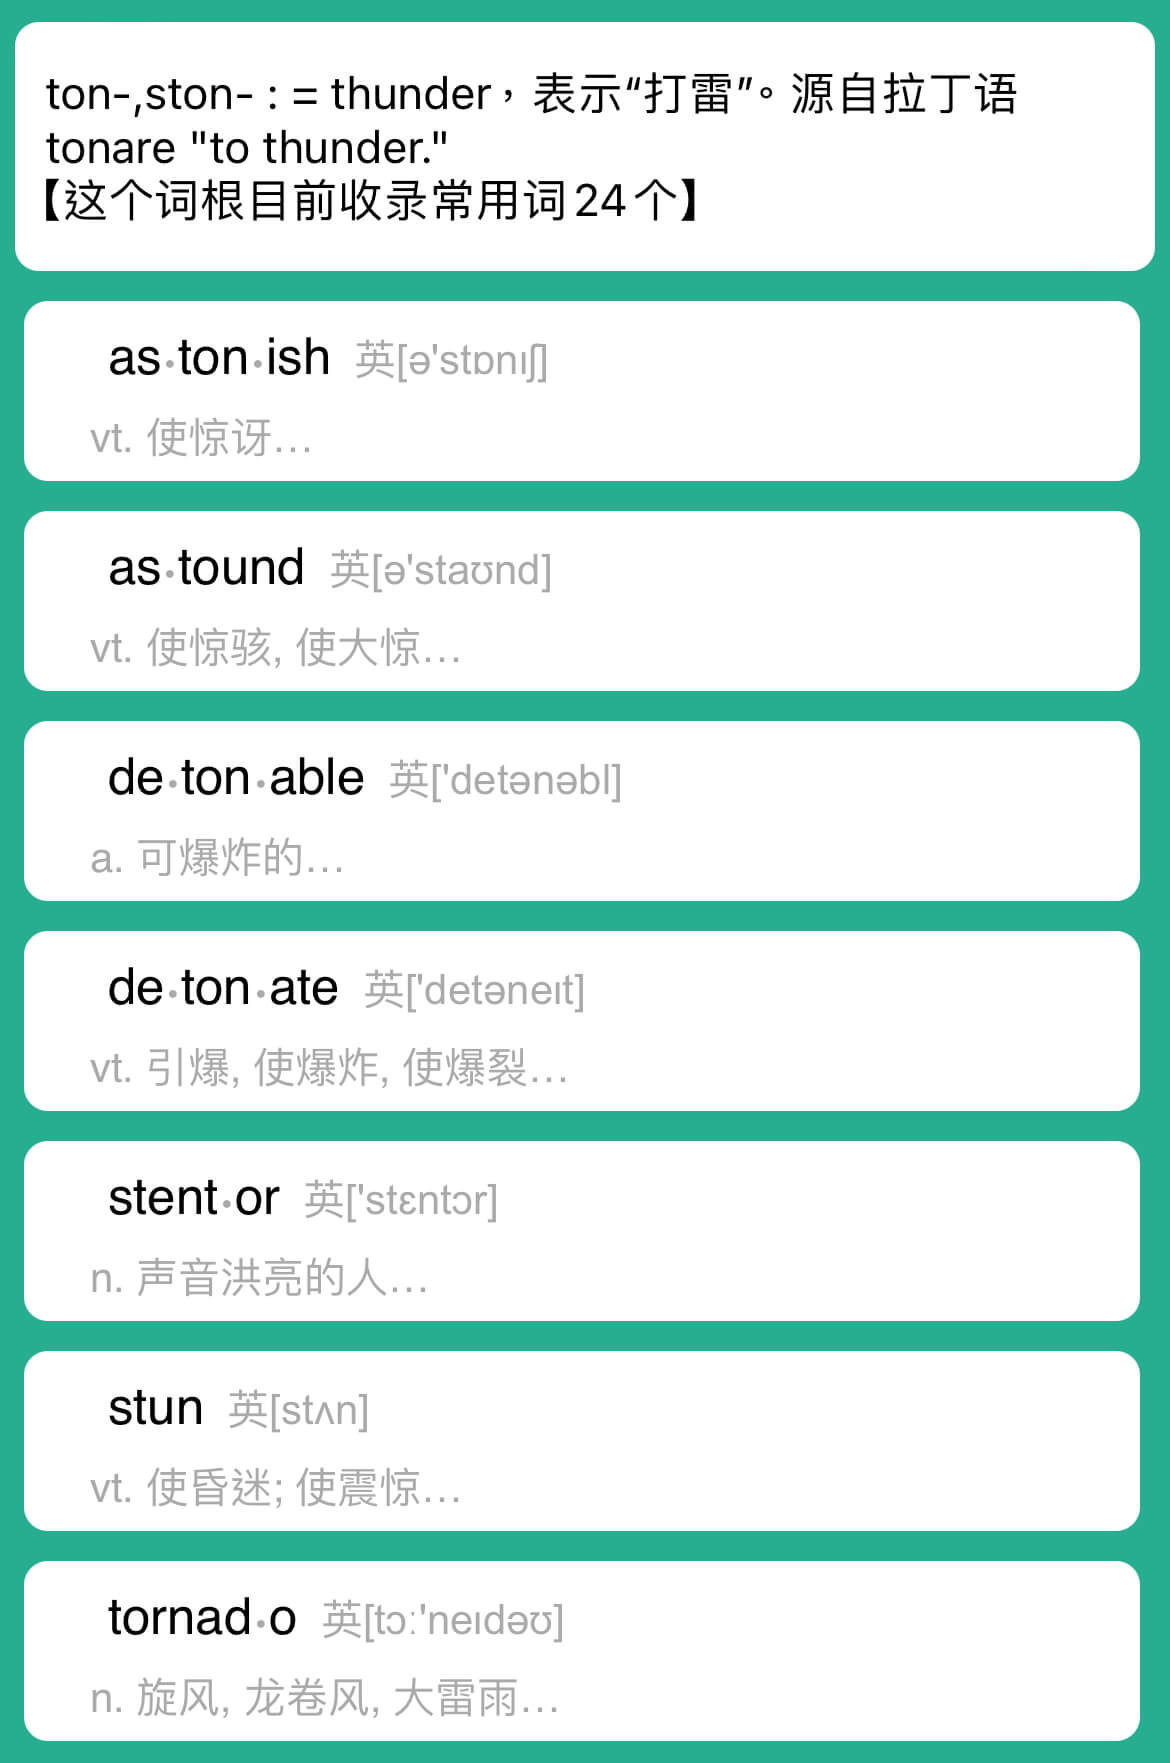 ton-,ston- : = thunder，表示“打雷”。源自拉丁语
tonare "to thunder."
【这个词根目前收录常用词24个】
as·ton·ish 英[ə'stɒnɪʃ]
vt. 使惊讶...
as·tound 英[ə'staʊnd]
vt. 使惊骇, 使大惊...
de·ton·able 英['detənəbl]
a. 可爆炸的...
de·ton·ate 英['detəneɪt]
vt. 引爆, 使爆炸, 使爆裂...
stent·or 英['stɛntɔr]
n. 声音洪亮的人...
stun 英[stʌn]
vt. 使昏迷; 使震惊...
tornad·o 英[tɔː'neɪdəʊ]
n. 旋风, 龙卷风, 大雷雨...